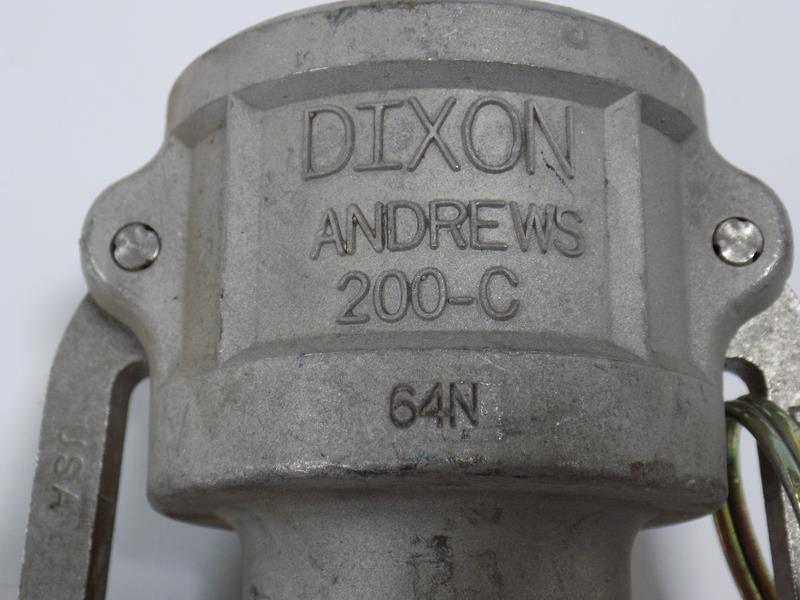 DIXON
ANDREWS
200-C
64N
USA